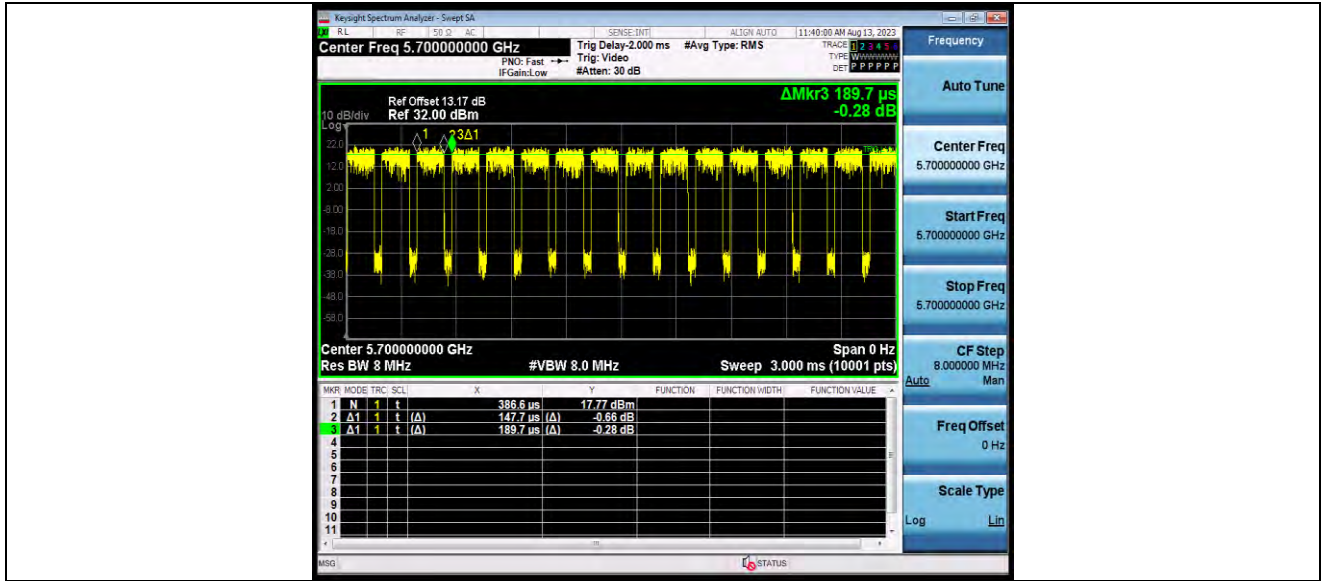 Keysight Spectrum Analyzer - Swept SA
RL RF 50 Ω AC SENSE:INT ALIGN AUTO 11:40:00 AM Aug 13, 2023
Center Freq 5.700000000 GHz
PNO: Fast
IFGain:Low
Trig Delay-2.000 ms
Trig: Video
#Atten: 30 dB
#Avg Type: RMS
TRACE 1 2 3 4 5 6
TYPE WWWWWW
DET P P P P P P
Ref Offset 13.17 dB
Ref 32.00 dBm
10 dB/div
Log
ΔMkr3 189.7 µs
-0.28 dB
1 23Δ1
22.0
12.0
2.00
-8.00
-18.0
-28.0
-38.0
-48.0
-58.0
Center 5.700000000 GHz Span 0 Hz
Res BW 8 MHz #VBW 8.0 MHz Sweep 3.000 ms (10001 pts)
MKR MODE TRC SCL X Y FUNCTION FUNCTION WIDTH FUNCTION VALUE
1 N 1 t 386.6 µs 17.77 dBm
2 Δ1 1 t (Δ) 147.7 µs (Δ) -0.66 dB
3 Δ1 1 t (Δ) 189.7 µs (Δ) -0.28 dB
4
5
6
7
8
9
10
11
MSG STATUS
Frequency
Auto Tune
Center Freq
5.700000000 GHz
Start Freq
5.700000000 GHz
Stop Freq
5.700000000 GHz
CF Step
8.000000 MHz
Auto Man
Freq Offset
0 Hz
Scale Type
Log Lin